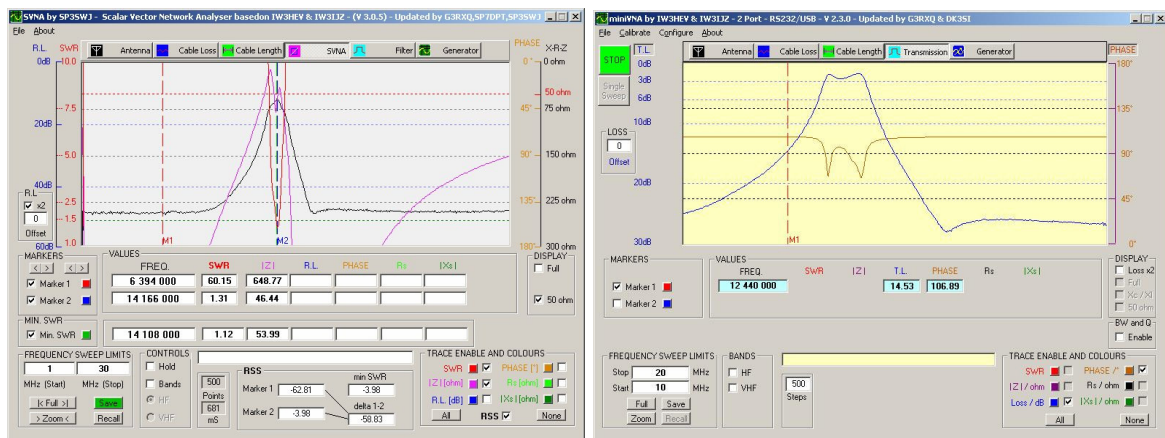 SVNA by SP3SWJ - Scalar Vector Network Analyser basedon IW3HEV & IW3IJZ - (V 3.0.5) - Updated by G3RXQ,SP7DPT,SP3SWJ
File About
R.L SWR Antenna Cable Loss Cable Length SVNA Filter Generator PHASE X-R-Z
0dB 10.0 0° 0 ohm
50 ohm
7.5 45° 75 ohm
20dB
5.0 90° 150 ohm
40dB
2.5 135° 225 ohm
1.5
1.0 M1 M2
60dB 180° 300 ohm
R.L
x2
0
Offset
MARKERS
< > < >
Marker 1
Marker 2
VALUES
FREQ. SWR |Z| R.L. PHASE Rs |Xs|
6 394 000 60.15 648.77
14 166 000 1.31 46.44
DISPLAY
Full
50 ohm
MIN. SWR
Min. SWR 14 108 000 1.12 53.99
FREQUENCY SWEEP LIMITS
1 30
MHz (Start) MHz (Stop)
|< Full >| Save
> Zoom < Recall
CONTROLS
Hold
Bands
HF
VHF
500
Points
681
mS
RSS
Marker 1 -62.81
Marker 2 -3.98
min SWR
-3.98
delta 1-2
-58.83
TRACE ENABLE AND COLOURS
SWR PHASE [°]
|Z| [ohm] Rs [ohm]
R.L. [dB] |Xs| [ohm]
All RSS None
miniVNA by IW3HEV & IW3IJZ - 2 Port - RS232/USB - V 2.3.0 - Updated by G3RXQ & DK3SI
File Calibrate Configure About
STOP
Single
Sweep
LOSS
0
Offset
T.L Antenna Cable Loss Cable Length Transmission Generator PHASE
0dB 180°
3dB
6dB 135°
10dB
90°
20dB
45°
M1
30dB 0°
MARKERS
Marker 1
Marker 2
VALUES
FREQ. SWR |Z| T.L PHASE Rs |Xs|
12 440 000 14.53 106.89
DISPLAY
Loss x2
Full
Xc / Xl
50 ohm
BW and Q
Enable
FREQUENCY SWEEP LIMITS
Stop 20 MHz
Start 10 MHz
Full Save
Zoom Recall
BANDS
HF
VHF
500
Steps
TRACE ENABLE AND COLOURS
SWR PHASE /°
|Z| / ohm Rs / ohm
Loss / dB |Xs| / ohm
All None